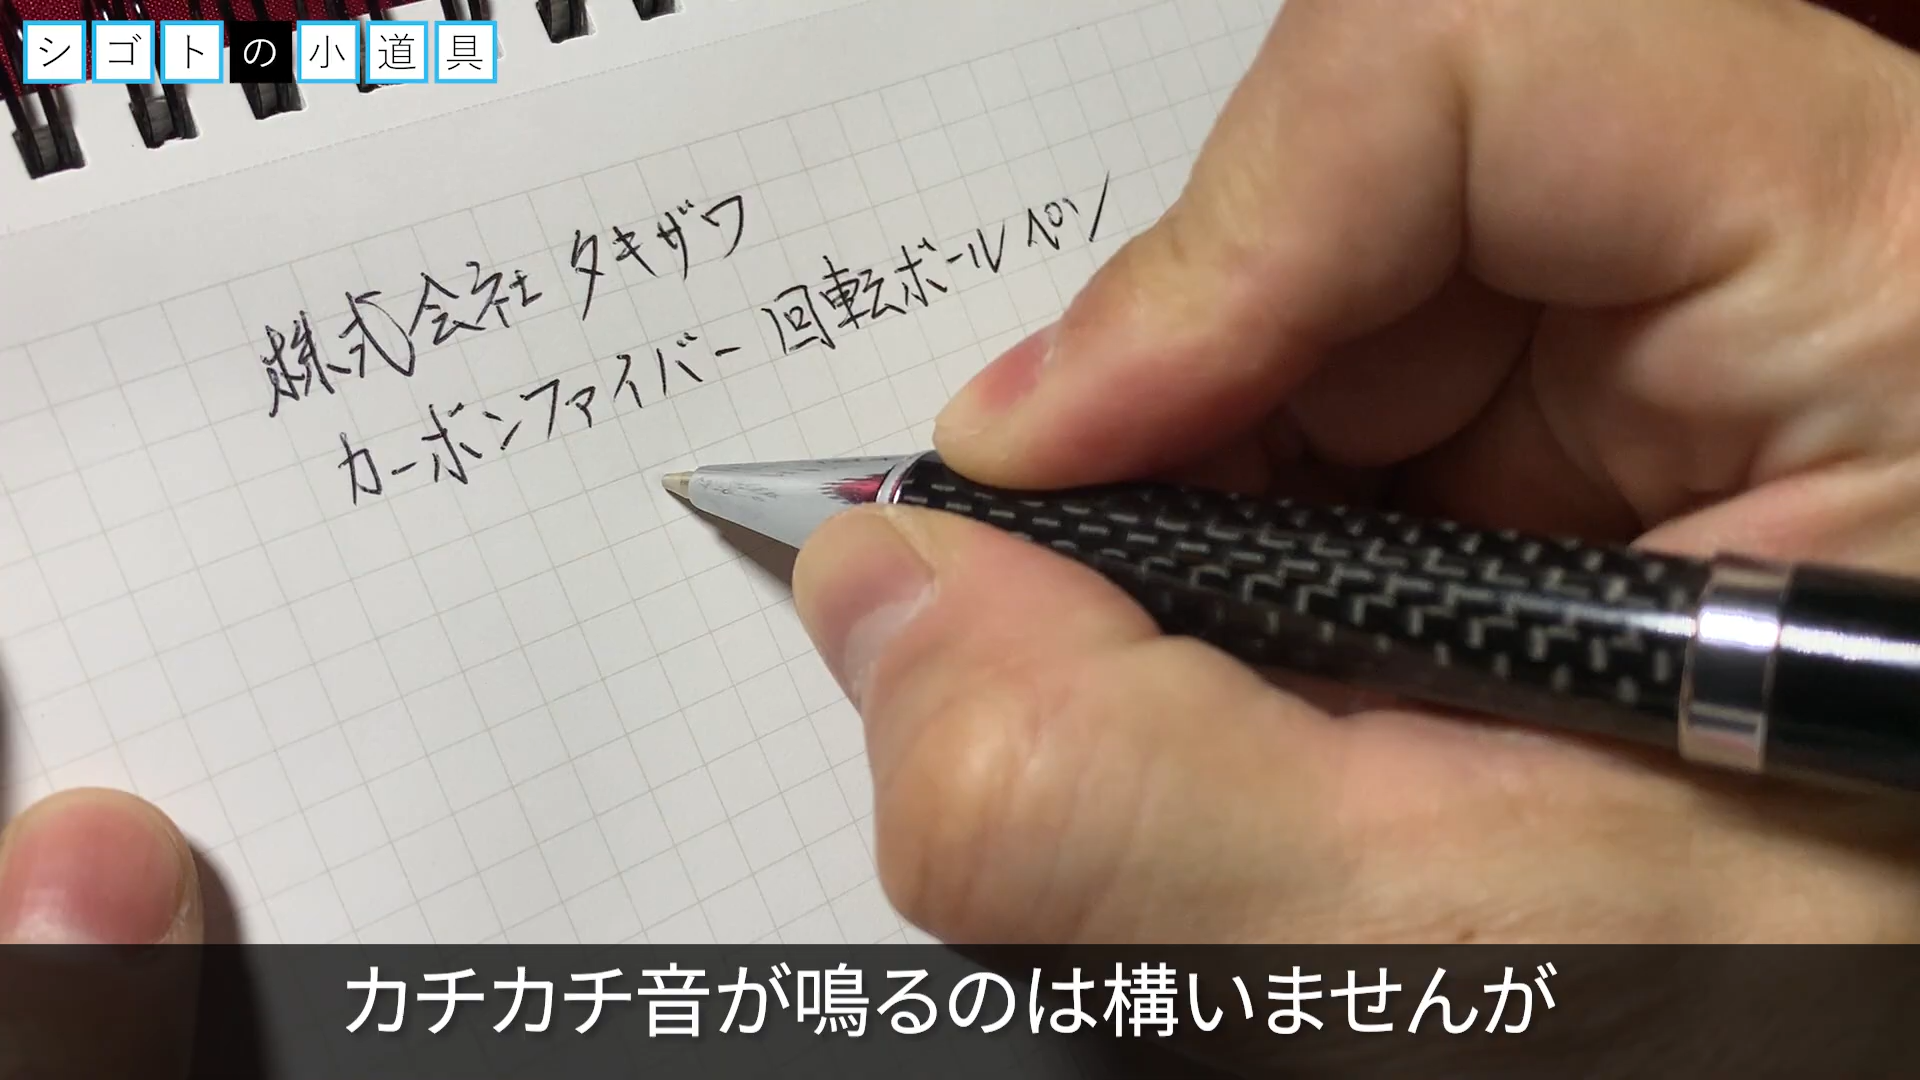 シゴトの小道具
株式会社タキザワ
カーボンファイバー回転ボールペン
カチカチ音が鳴るのは構いませんが